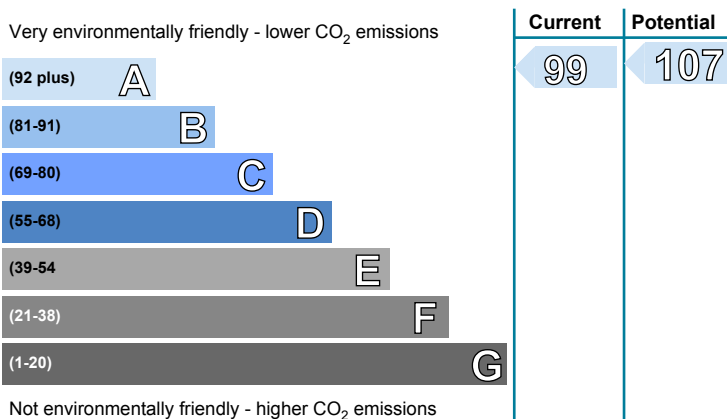 Very environmentally friendly - lower CO2 emissions
Current
Potential
(92 plus) A
99
107
(81-91) B
(69-80) C
(55-68) D
(39-54 E
(21-38) F
(1-20) G
Not environmentally friendly - higher CO2 emissions